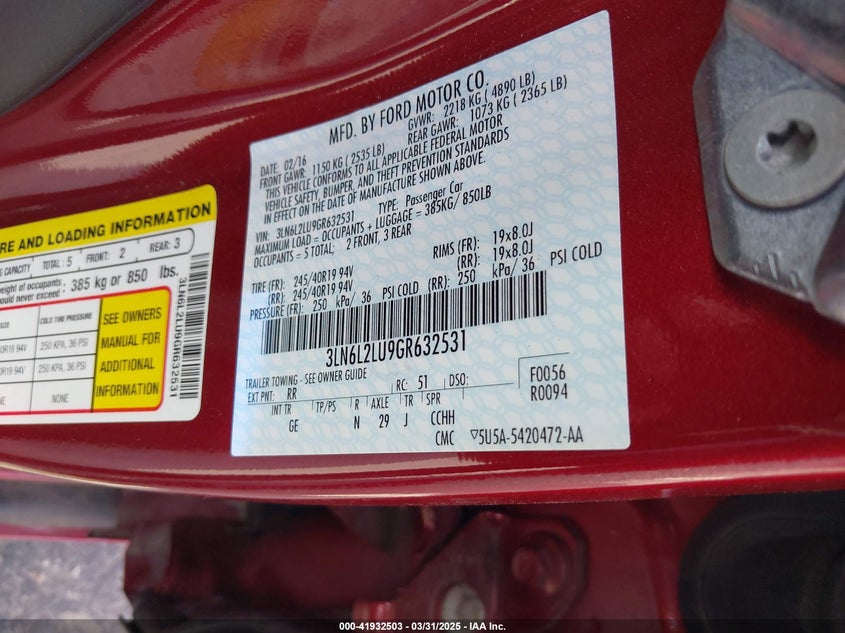 MFD. BY FORD MOTOR CO.
DATE: 02/16 GVWR: 2218 KG ( 4890 LB)
FRONT GAWR: 1150 KG ( 2535 LB) REAR GAWR: 1073 KG ( 2365 LB)
THIS VEHICLE CONFORMS TO ALL APPLICABLE FEDERAL MOTOR
VEHICLE SAFETY, BUMPER, AND THEFT PREVENTION STANDARDS
IN EFFECT ON THE DATE OF MANUFACTURE SHOWN ABOVE.
VIN: 3LN6L2LU9GR632531 TYPE: Passenger Car
MAXIMUM LOAD = OCCUPANTS + LUGGAGE = 385KG/ 850LB
OCCUPANTS = 5 TOTAL; 2 FRONT, 3 REAR
TIRE (FR): 245/40R19 94V RIMS (FR): 19x8.0J
(RR): 245/40R19 94V (RR): 19x8.0J
PRESSURE (FR): 250 kPa/ 36 PSI COLD (RR): 250 kPa/ 36 PSI COLD
3LN6L2LU9GR632531
TRAILER TOWING - SEE OWNER GUIDE
EXT PNT: RR RC: 51 DSO: F0056
R0094
INT TR TP/PS R AXLE TR SPR
GE N 29 J CCHH
CMC ▽5U5A-5420472-AA
RE AND LOADING INFORMATION
CAPACITY TOTAL : 5 FRONT: 2 REAR: 3
weight of occupants
should never exceed : 385 kg or 850 lbs.
SIZE COLD TIRE PRESSURE
0R19 94V 250 KPA, 36 PSI
0R19 94V 250 KPA, 36 PSI
NE NONE
SEE OWNERS
MANUAL FOR
ADDITIONAL
INFORMATION
3LN6L2LU9GR632531
000-41932503 - 03/31/2025 - IAA Inc.